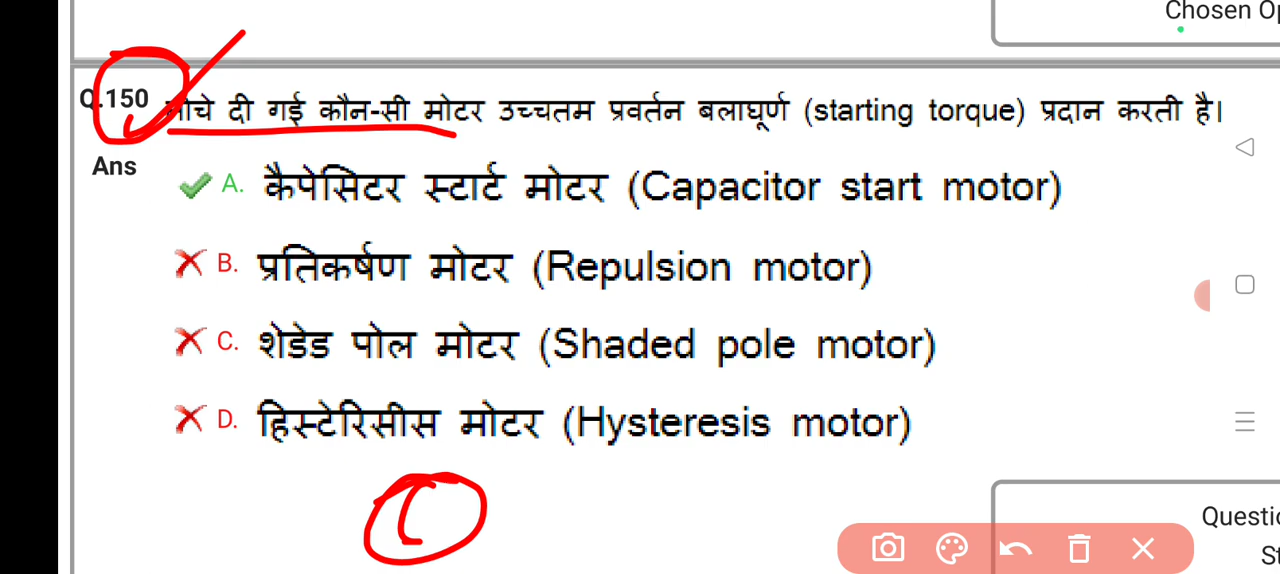 Chosen Op
Q.150 नीचे दी गई कौन-सी मोटर उच्चतम प्रवर्तन बलाघूर्ण (starting torque) प्रदान करती है।
Ans
A. कैपेसिटर स्टार्ट मोटर (Capacitor start motor)
B. प्रतिकर्षण मोटर (Repulsion motor)
C. शेडेड पोल मोटर (Shaded pole motor)
D. हिस्टेरिसीस मोटर (Hysteresis motor)
Questio
St